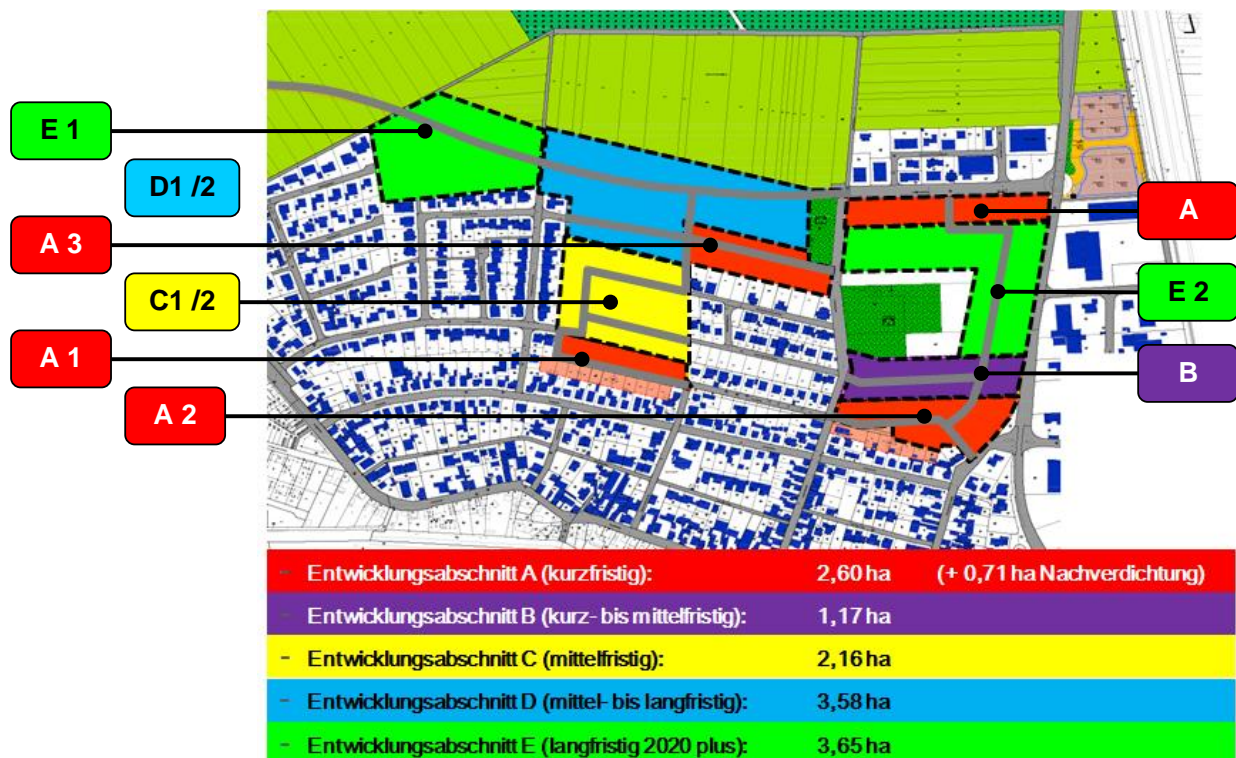 E 1
D1 /2
A 3
C1 /2
A 1
A 2
A
E 2
B
- Entwicklungsabschnitt A (kurzfristig): 2,60 ha (+ 0,71 ha Nachverdichtung)
- Entwicklungsabschnitt B (kurz- bis mittelfristig): 1,17 ha
- Entwicklungsabschnitt C (mittelfristig): 2,16 ha
- Entwicklungsabschnitt D (mittel- bis langfristig): 3,58 ha
- Entwicklungsabschnitt E (langfristig 2020 plus): 3,65 ha